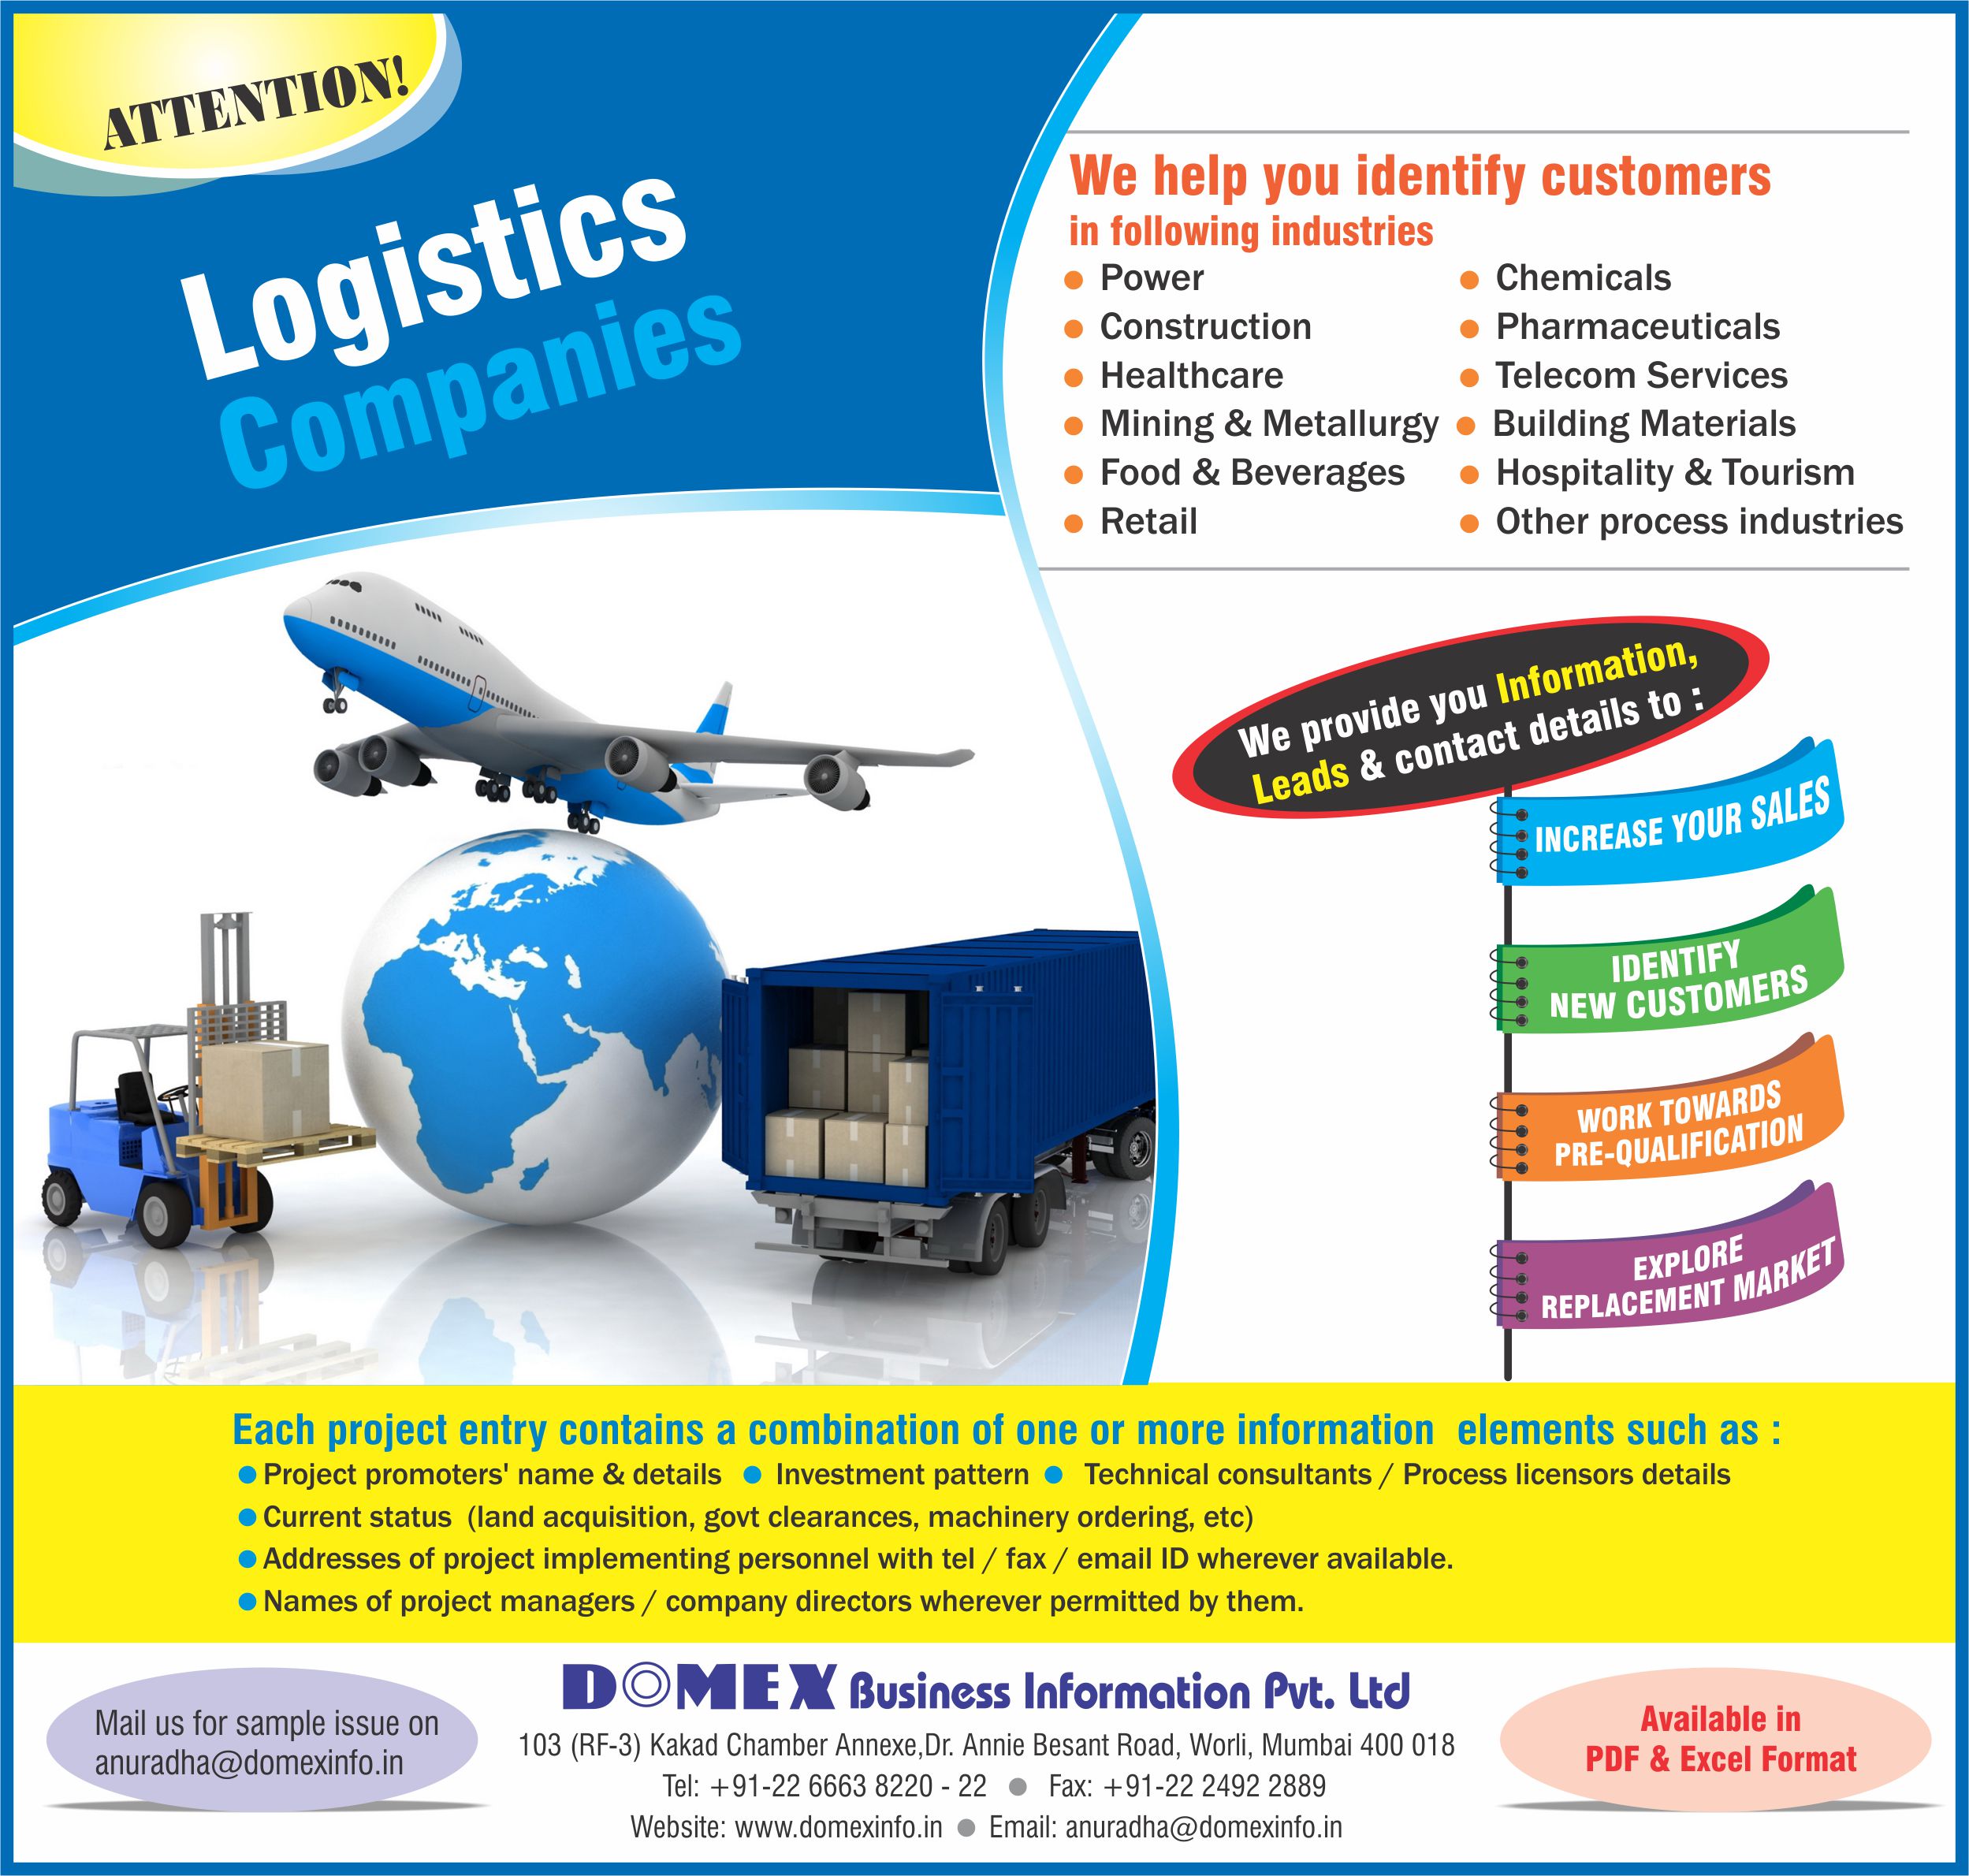 ATTENTION!
Logistics
Companies
We help you identify customers
in following industries
Power
Construction
Healthcare
Mining & Metallurgy
Food & Beverages
Retail
Chemicals
Pharmaceuticals
Telecom Services
Building Materials
Hospitality & Tourism
Other process industries
We provide you Information,
Leads & contact details to :
INCREASE YOUR SALES
IDENTIFY
NEW CUSTOMERS
WORK TOWARDS
PRE-QUALIFICATION
EXPLORE
REPLACEMENT MARKET
Each project entry contains a combination of one or more information elements such as :
Project promoters' name & details ● Investment pattern ● Technical consultants / Process licensors details
Current status (land acquisition, govt clearances, machinery ordering, etc)
Addresses of project implementing personnel with tel / fax / email ID wherever available.
Names of project managers / company directors wherever permitted by them.
Mail us for sample issue on
anuradha@domexinfo.in
DOMEX Business Information Pvt. Ltd
103 (RF-3) Kakad Chamber Annexe,Dr. Annie Besant Road, Worli, Mumbai 400 018
Tel: +91-22 6663 8220 - 22 ● Fax: +91-22 2492 2889
Website: www.domexinfo.in ● Email: anuradha@domexinfo.in
Available in
PDF & Excel Format